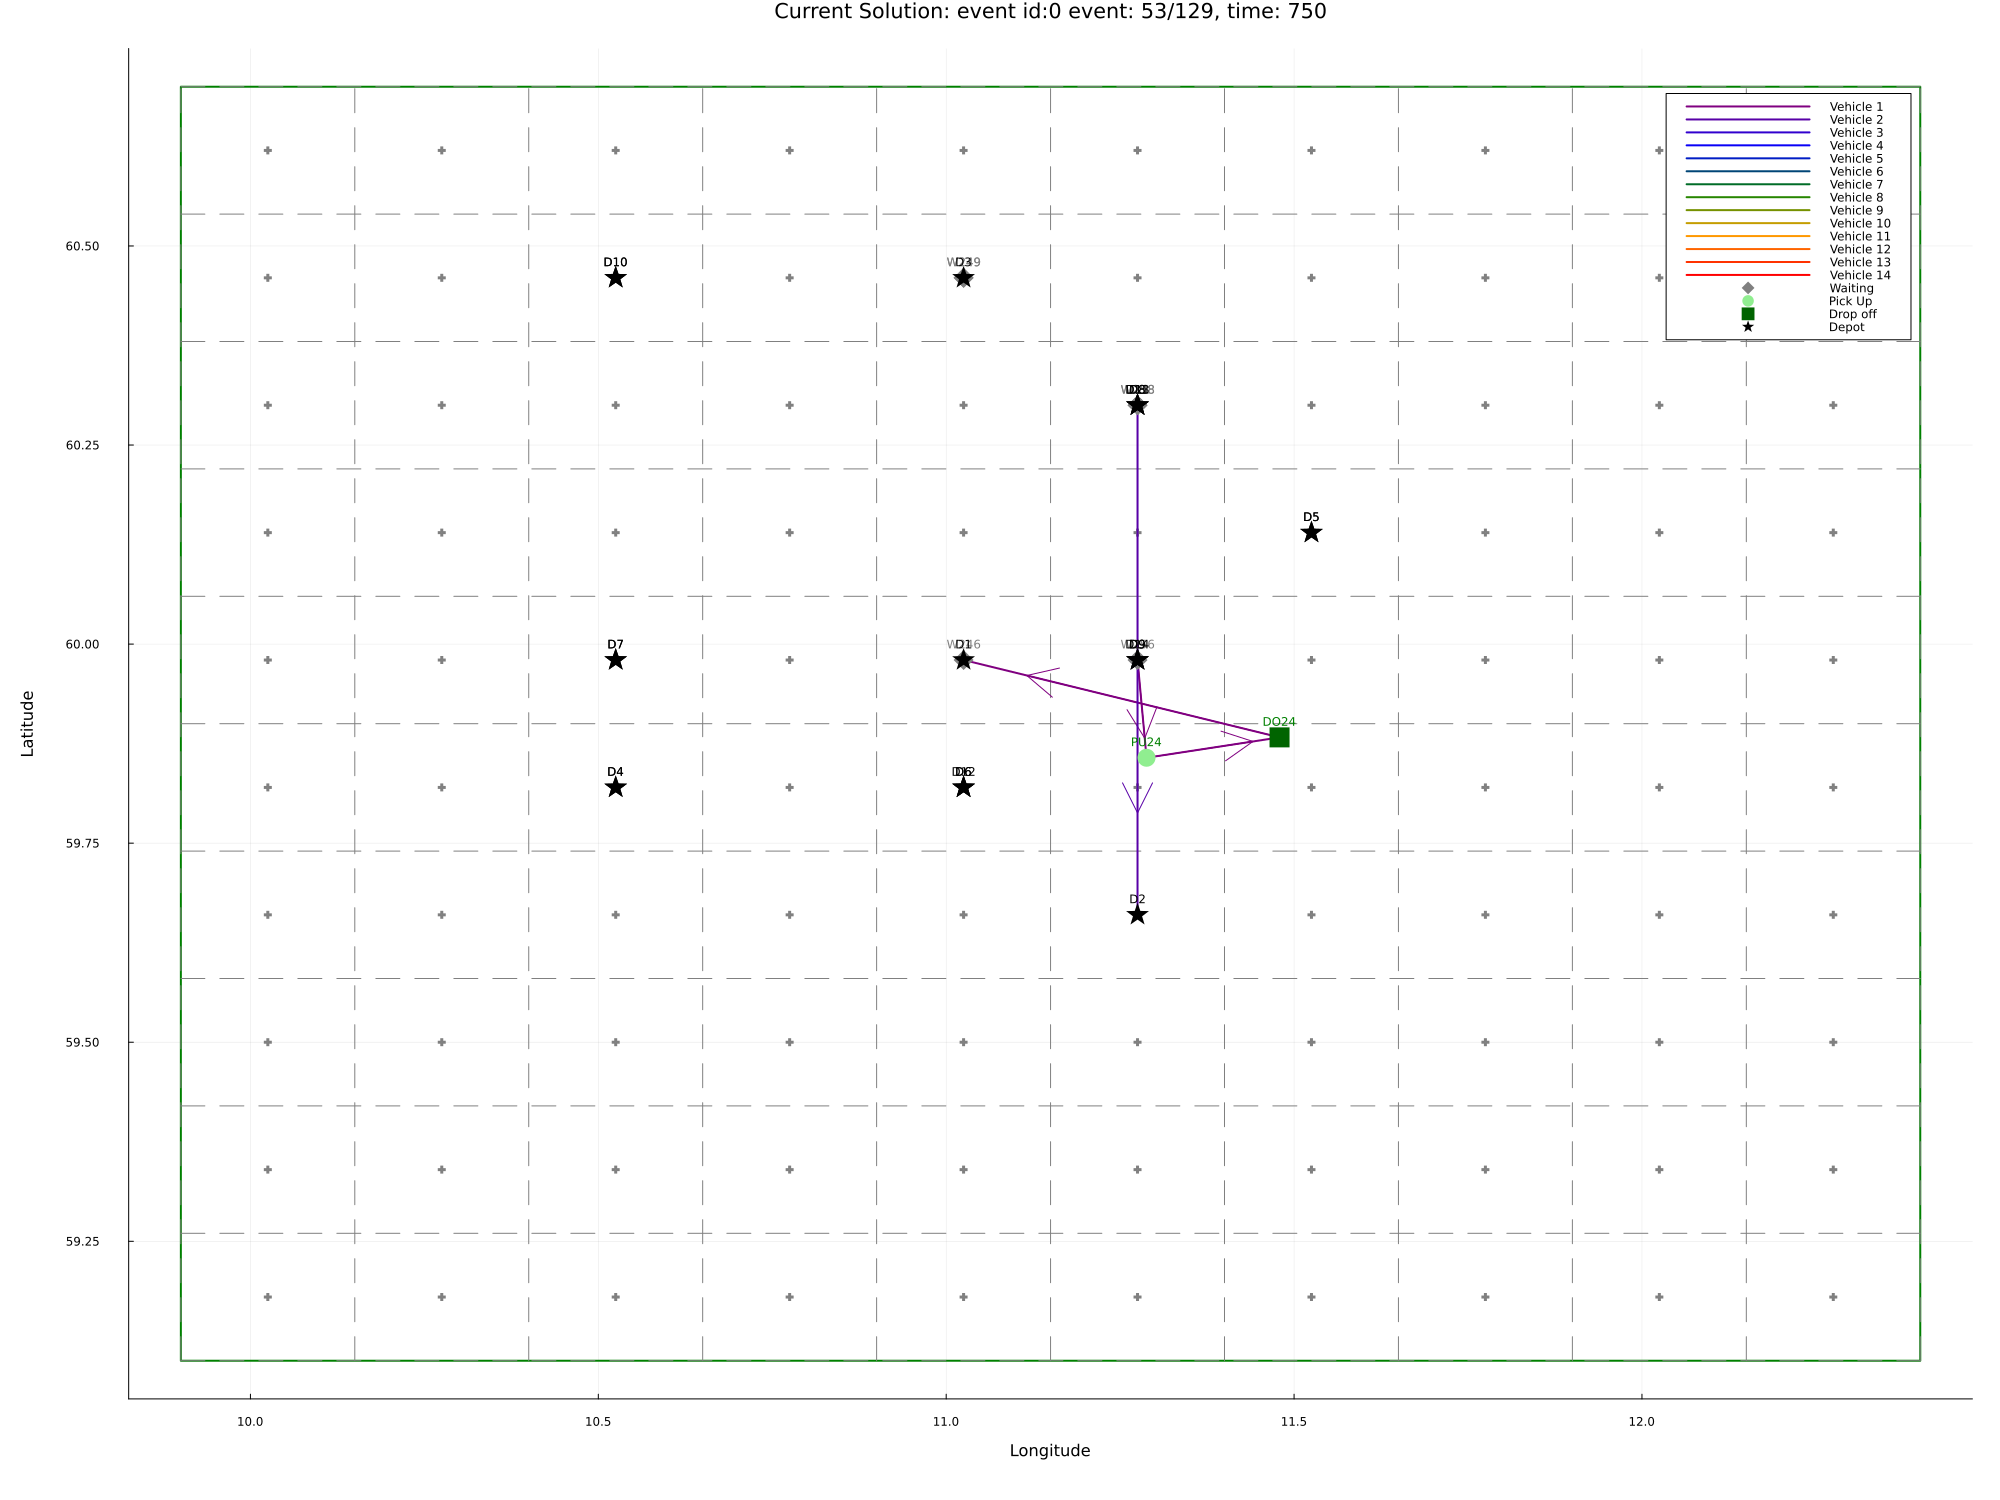 Current Solution: event id:0 event: 53/129, time: 750
Vehicle 1
Vehicle 2
Vehicle 3
Vehicle 4
Vehicle 5
Vehicle 6
Vehicle 7
Vehicle 8
Vehicle 9
Vehicle 10
Vehicle 11
Vehicle 12
Vehicle 13
Vehicle 14
Waiting
Pick Up
Drop off
Depot
60.50
60.25
60.00
59.75
59.50
59.25
D10
D3
D5
D7
D1
D9
DO24
PU24
D4
D6
D2
10.0
10.5
11.0
11.5
12.0
Latitude
Longitude